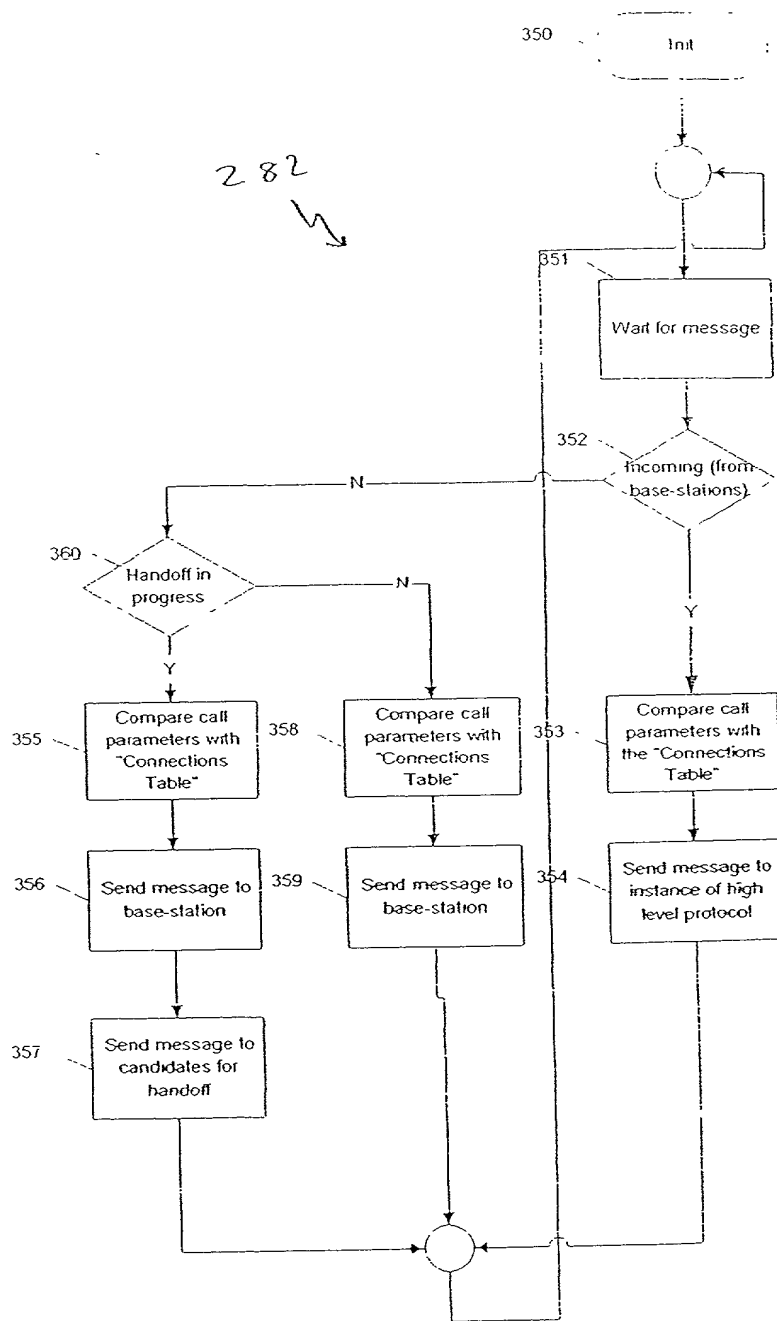 350
Init
282
351
Wait for message
352
Incoming (from
base-stations)
N
Y
360
Handoff in
progress
N
Y
355
Compare call
parameters with
"Connections
Table"
358
Compare call
parameters with
"Connections
Table"
353
Compare call
parameters with
the "Connections
Table"
356
Send message to
base-station
359
Send message to
base-station
354
Send message to
instance of high
level protocol
357
Send message to
candidates for
handoff